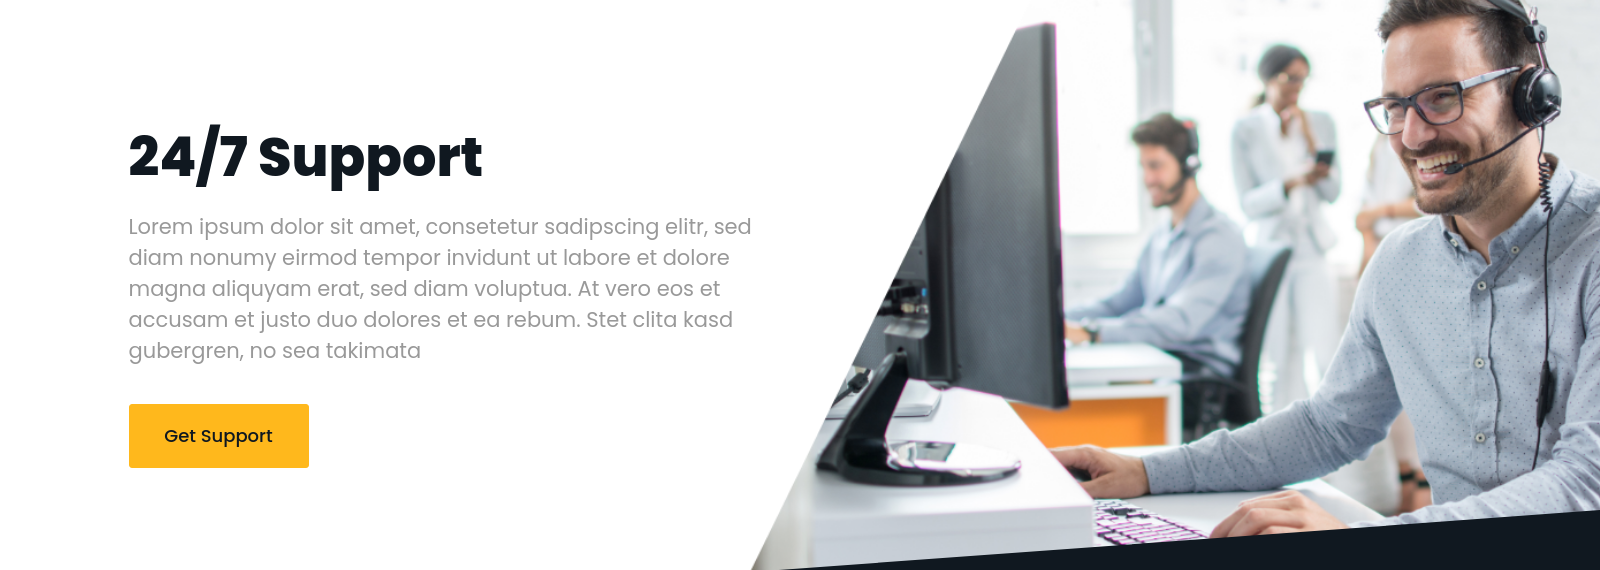 24/7 Support
Lorem ipsum dolor sit amet, consetetur sadipscing elitr, sed
diam nonumy eirmod tempor invidunt ut labore et dolore
magna aliquyam erat, sed diam voluptua. At vero eos et
accusam et justo duo dolores et ea rebum. Stet clita kasd
gubergren, no sea takimata
Get Support